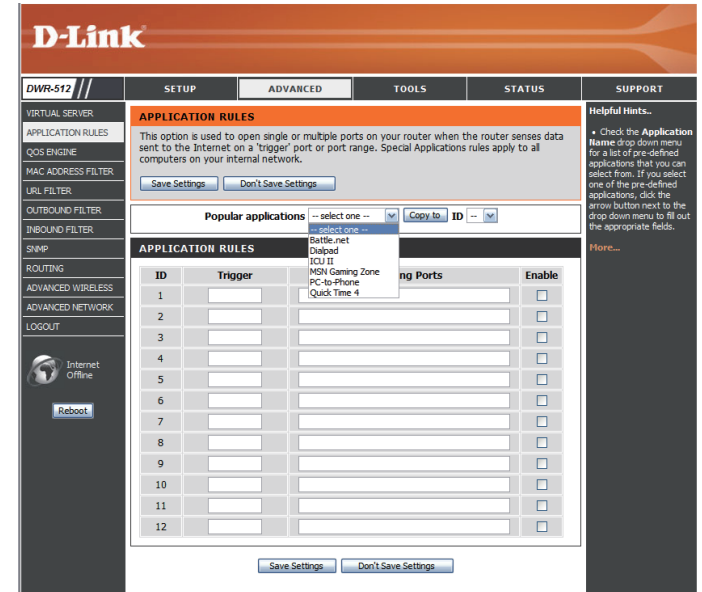 D-Link
DWR-512 // SETUP ADVANCED TOOLS STATUS SUPPORT
VIRTUAL SERVER
APPLICATION RULES
QOS ENGINE
MAC ADDRESS FILTER
URL FILTER
OUTBOUND FILTER
INBOUND FILTER
SNMP
ROUTING
ADVANCED WIRELESS
ADVANCED NETWORK
LOGOUT
Internet
Offline
Reboot
APPLICATION RULES
This option is used to open single or multiple ports on your router when the router senses data
sent to the Internet on a 'trigger' port or port range. Special Applications rules apply to all
computers on your internal network.
Save Settings Don't Save Settings
Popular applications -- select one -- Copy to ID --
-- select one --
Battle.net
Dialpad
ICU II
MSN Gaming Zone
PC-to-Phone
Quick Time 4
APPLICATION RULES
ID Trigger ng Ports Enable
1
2
3
4
5
6
7
8
9
10
11
12
Save Settings Don't Save Settings
Helpful Hints..
• Check the Application
Name drop down menu
for a list of pre-defined
applications that you can
select from. If you select
one of the pre-defined
applications, click the
arrow button next to the
drop down menu to fill out
the appropriate fields.
More...